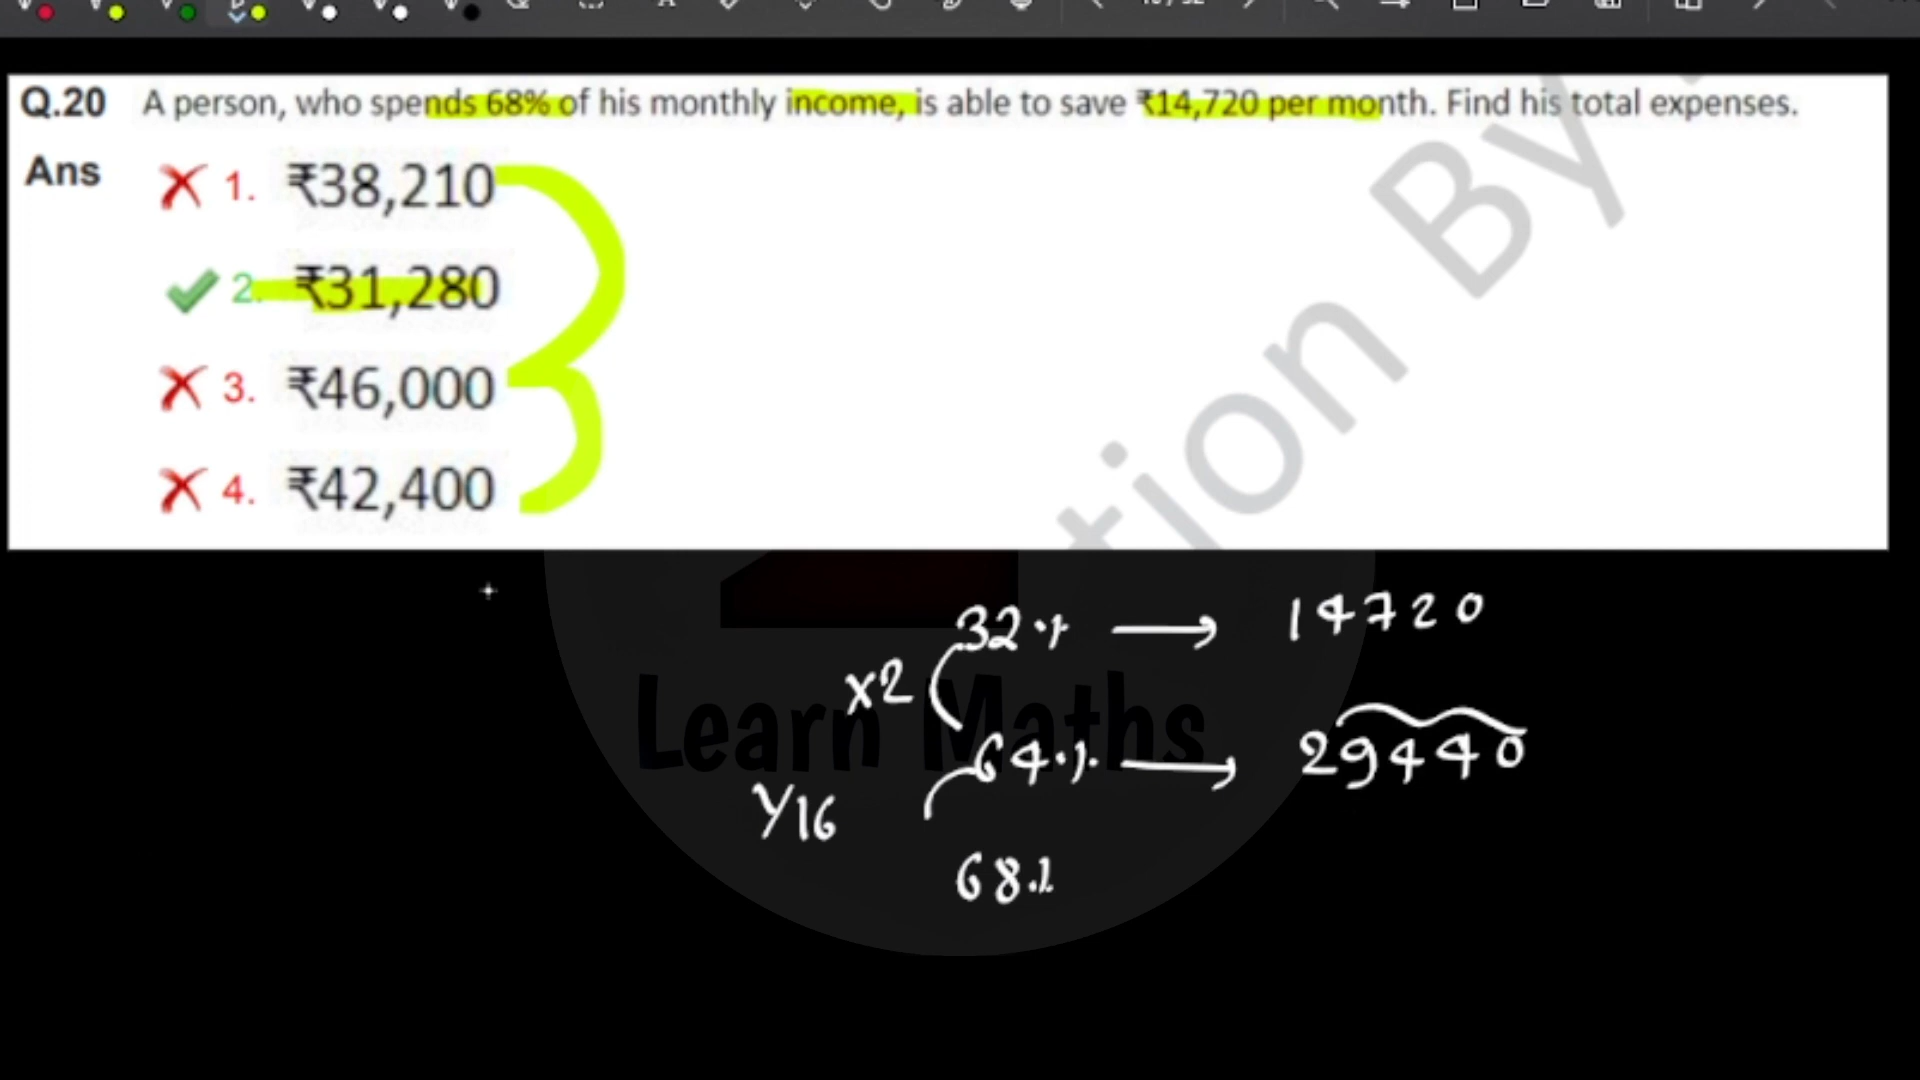 Q.20 A person, who spends 68% of his monthly income, is able to save ₹14,720 per month. Find his total expenses.
Ans
1. ₹38,210
2. ₹31,280
3. ₹46,000
4. ₹42,400
tion By
32% → 14720
x2
Learn Maths
64% → 29440
1/16
68%